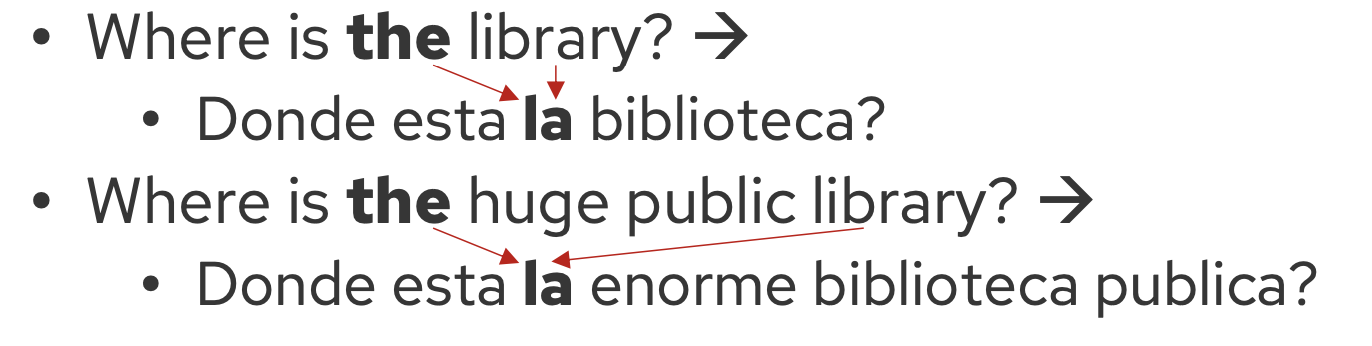 • Where is the library? →
• Donde esta la biblioteca?
• Where is the huge public library? →
• Donde esta la enorme biblioteca publica?